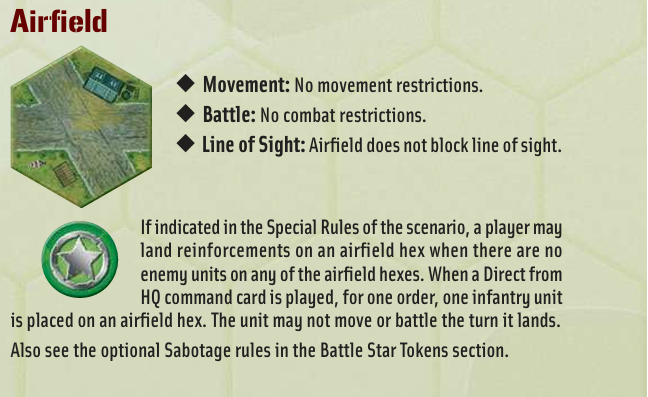 Airfield
◆ Movement: No movement restrictions.
◆ Battle: No combat restrictions.
◆ Line of Sight: Airfield does not block line of sight.
If indicated in the Special Rules of the scenario, a player may
land reinforcements on an airfield hex when there are no
enemy units on any of the airfield hexes. When a Direct from
HQ command card is played, for one order, one infantry unit
is placed on an airfield hex. The unit may not move or battle the turn it lands.
Also see the optional Sabotage rules in the Battle Star Tokens section.